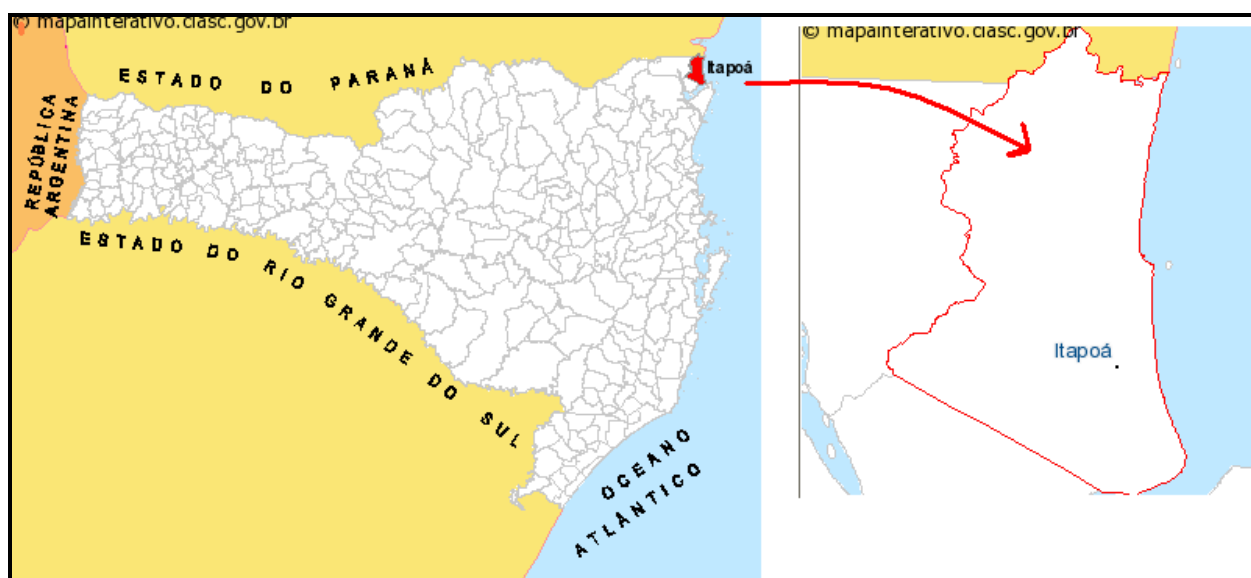 © mapainterativo.ciasc.gov.br
ESTADO DO PARANÁ
Itapoá
REPÚBLICA
ARGENTINA
ESTADO DO RIO GRANDE DO SUL
OCEANO
ATLÂNTICO
© mapainterativo.ciasc.gov.br
Itapoá